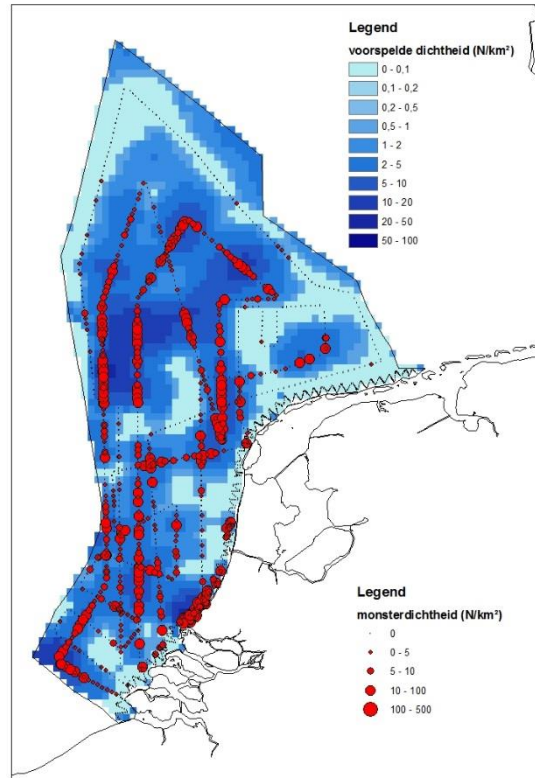 Legend
voorspelde dichtheid (N/km²)
0 - 0,1
0,1 - 0,2
0,2 - 0,5
0,5 - 1
1 - 2
2 - 5
5 - 10
10 - 20
20 - 50
50 - 100
Legend
monsterdichtheid (N/km²)
0
0 - 5
5 - 10
10 - 100
100 - 500